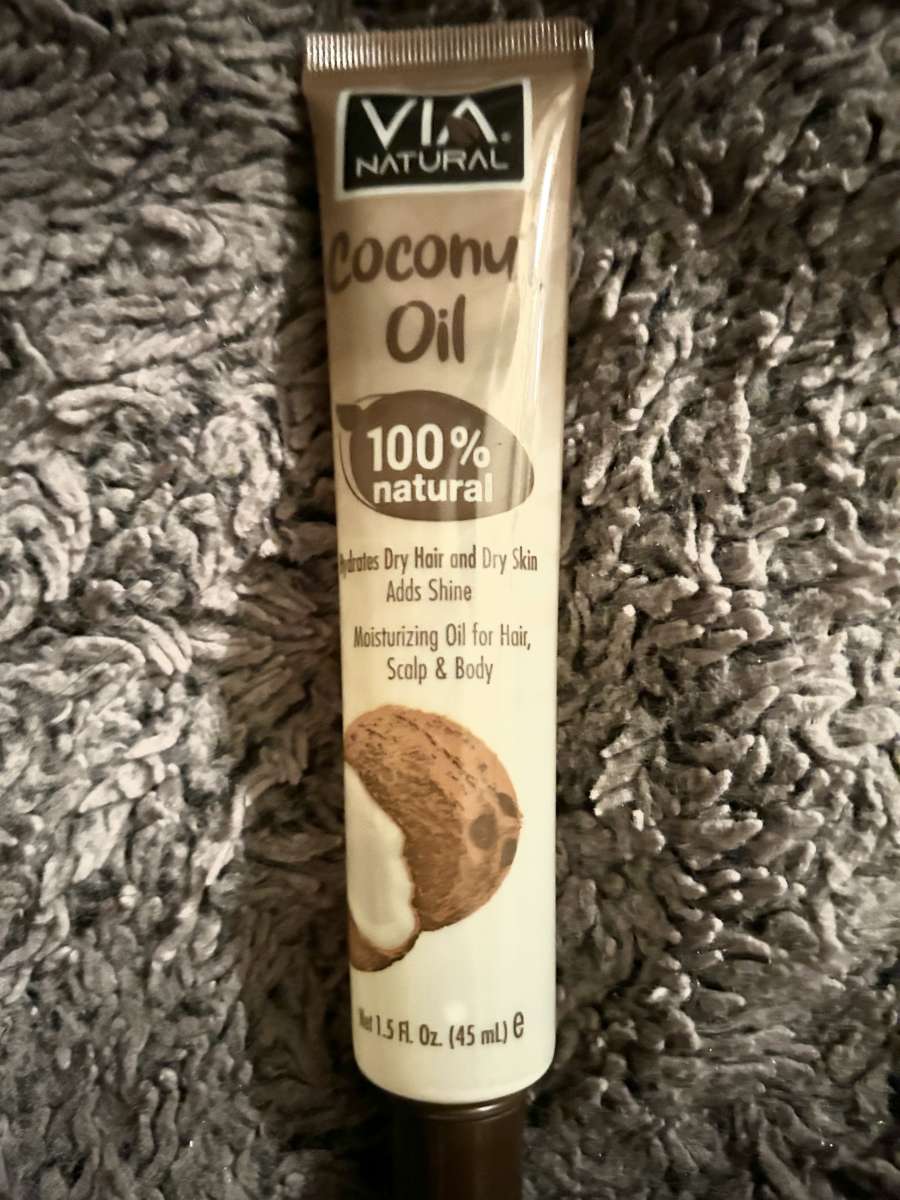 VIA®
NATURAL
Coconu
Oil
100%
natural
ydrates Dry Hair and Dry Skin
Adds Shine
Moisturizing Oil for Hair,
Scalp & Body
Net 1.5 Fl. Oz. (45 mL) e